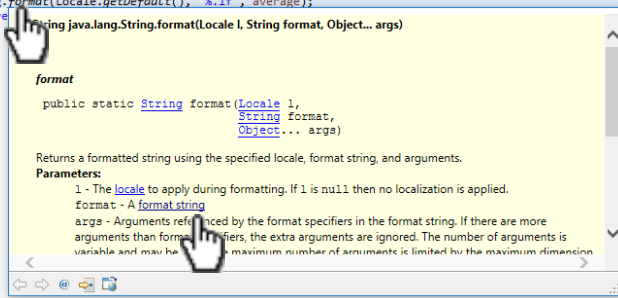 format(Locale.getDefault(), "%.1f", average);
String java.lang.String.format(Locale l, String format, Object... args)
format
public static String format(Locale l,
String format,
Object... args)
Returns a formatted string using the specified locale, format string, and arguments.
Parameters:
l - The locale to apply during formatting. If l is null then no localization is applied.
format - A format string
args - Arguments referenced by the format specifiers in the format string. If there are more
arguments than format specifiers, the extra arguments are ignored. The number of arguments is
variable and may be maximum number of arguments is limited by the maximum dimension